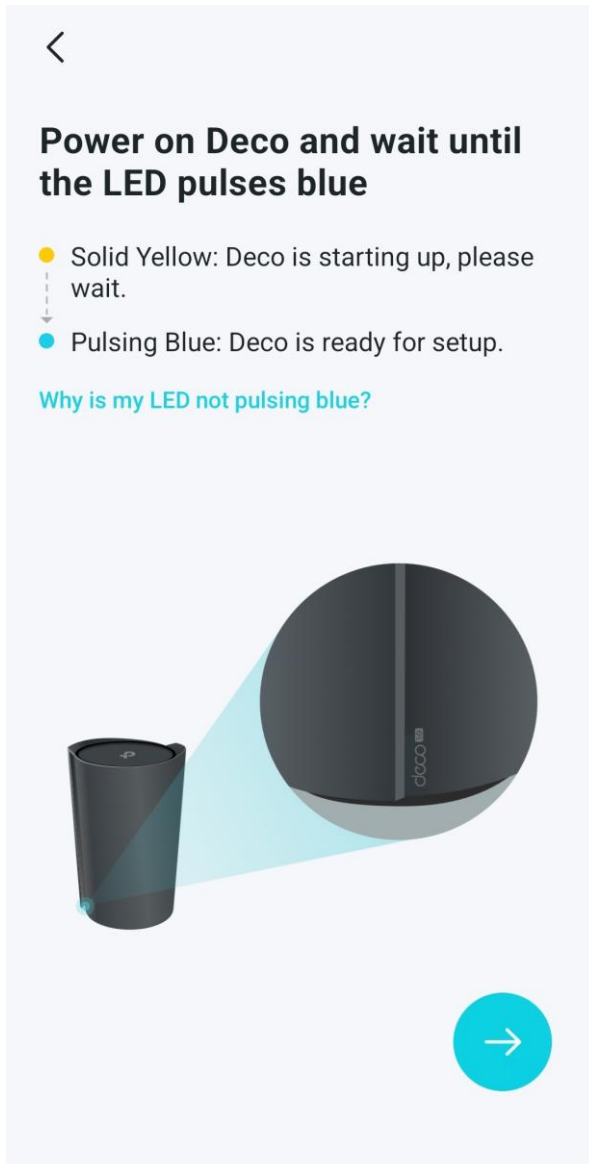 Power on Deco and wait until
the LED pulses blue
Solid Yellow: Deco is starting up, please
wait.
Pulsing Blue: Deco is ready for setup.
Why is my LED not pulsing blue?
deco